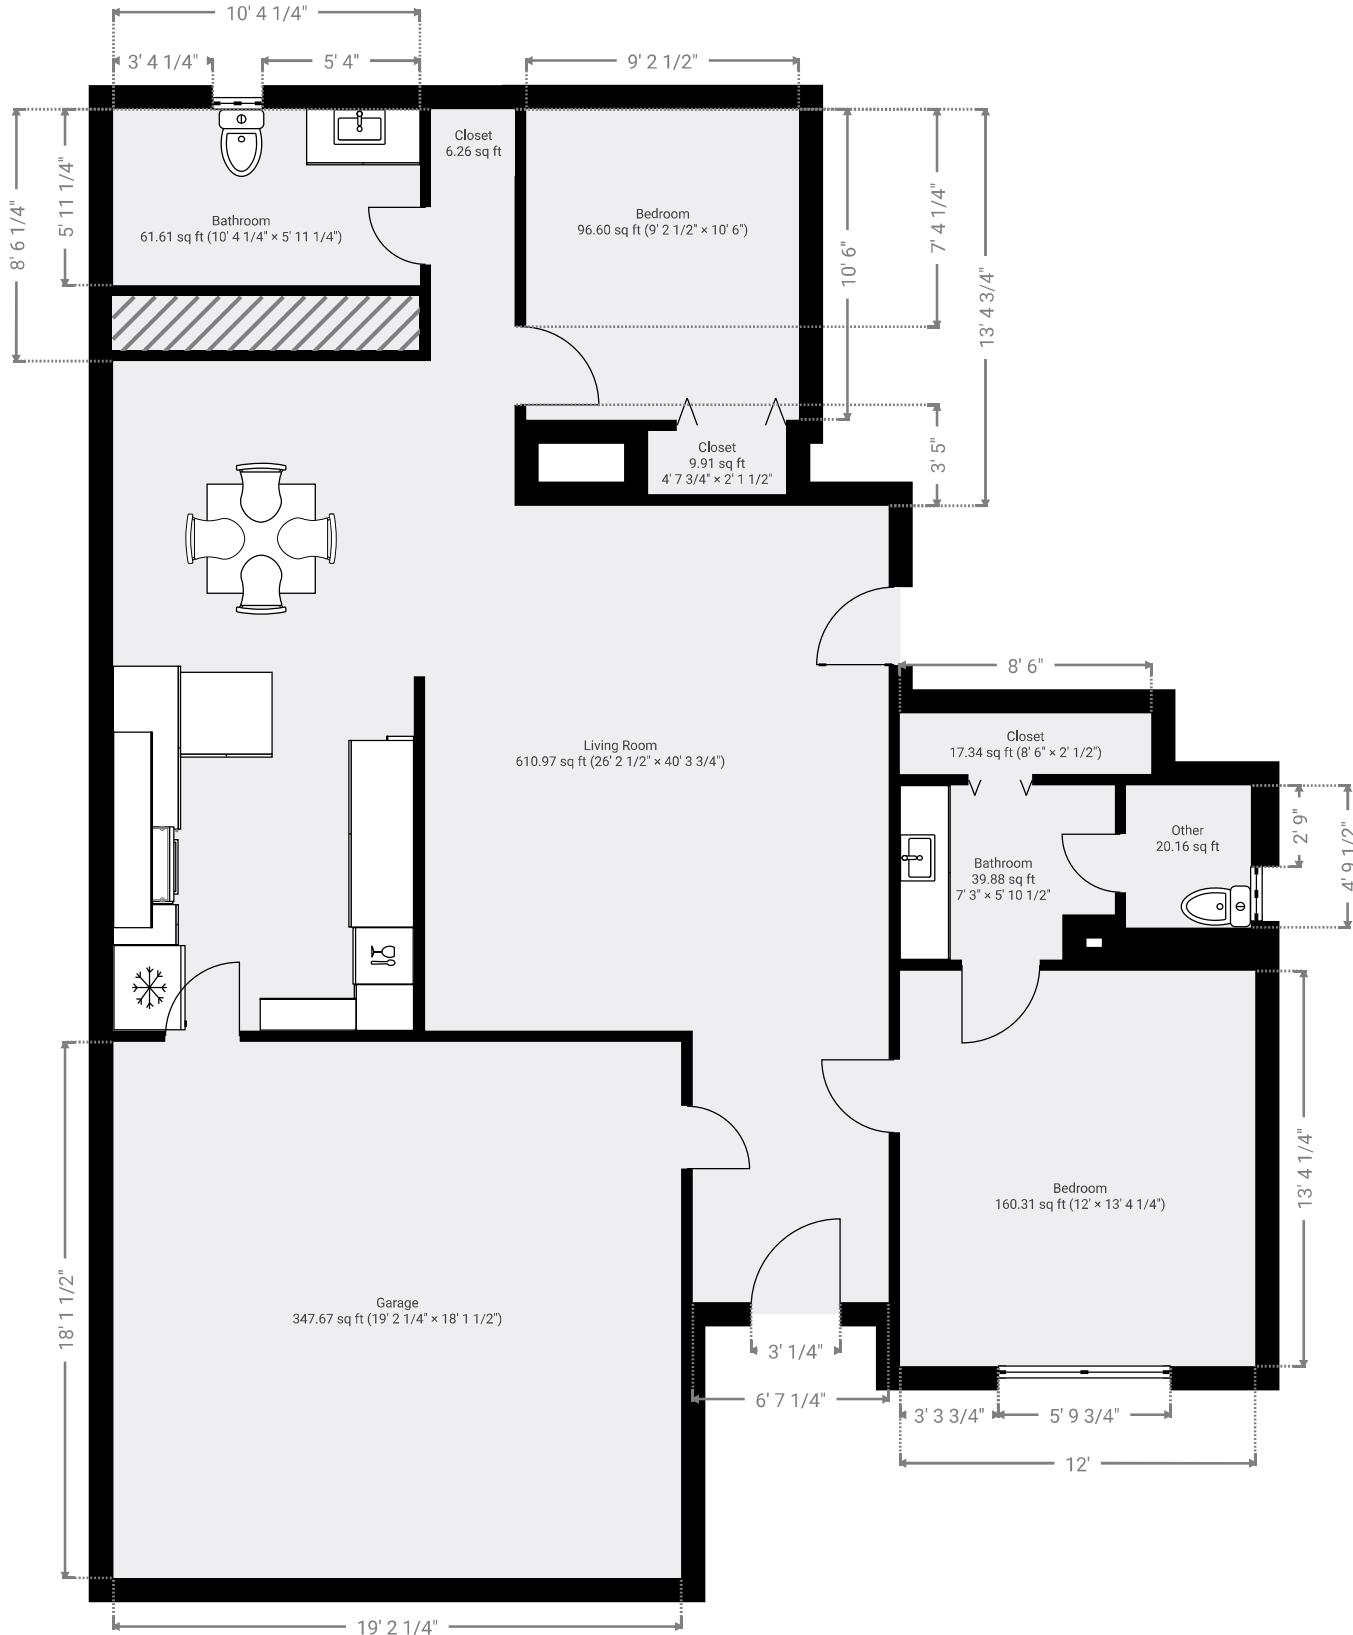 10' 4 1/4"
3' 4 1/4"
5' 4"
9' 2 1/2"
Closet
6.26 sq ft
8' 6 1/4"
5' 11 1/4"
Bathroom
61.61 sq ft (10' 4 1/4" × 5' 11 1/4")
Bedroom
96.60 sq ft (9' 2 1/2" × 10' 6")
10' 6"
7' 4 1/4"
13' 4 3/4"
3' 5"
Closet
9.91 sq ft
4' 7 3/4" × 2' 1 1/2"
8' 6"
Closet
17.34 sq ft (8' 6" × 2' 1/2")
Living Room
610.97 sq ft (26' 2 1/2" × 40' 3 3/4")
Other
20.16 sq ft
2' 9"
4' 9 1/2"
Bathroom
39.88 sq ft
7' 3" × 5' 10 1/2"
Bedroom
160.31 sq ft (12' × 13' 4 1/4")
13' 4 1/4"
18' 1 1/2"
Garage
347.67 sq ft (19' 2 1/4" × 18' 1 1/2")
3' 1/4"
6' 7 1/4"
3' 3 3/4"
5' 9 3/4"
12'
19' 2 1/4"